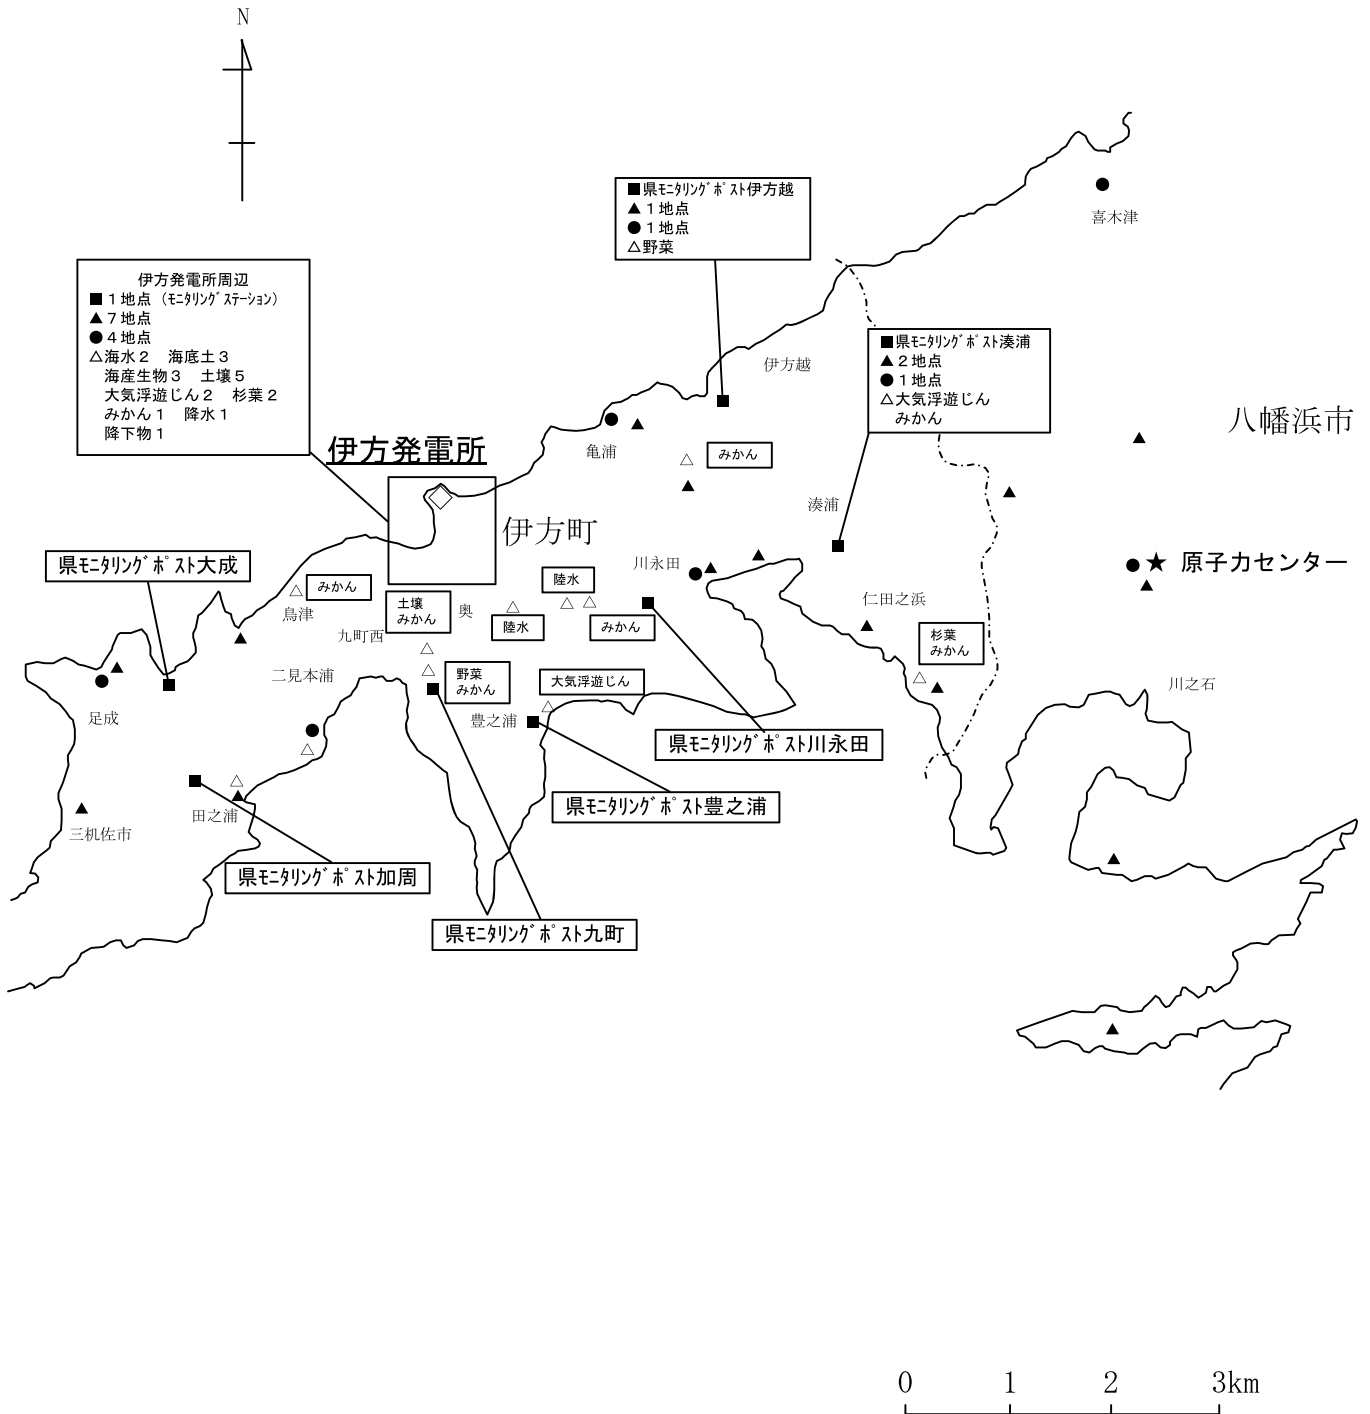 N
喜木津
■県ﾓﾆﾀﾘﾝｸﾞﾎﾟｽﾄ伊方越
▲１地点
●１地点
△野菜
伊方発電所周辺
■１地点（ﾓﾆﾀﾘﾝｸﾞｽﾃｰｼｮﾝ）
▲７地点
●４地点
△海水２　海底土３
海産生物３　土壌５
大気浮遊じん２　杉葉２
みかん１　降水１
降下物１
■県ﾓﾆﾀﾘﾝｸﾞﾎﾟｽﾄ湊浦
▲２地点
●１地点
△大気浮遊じん
みかん
伊方越
八幡浜市
伊方発電所
亀浦
みかん
湊浦
伊方町
県ﾓﾆﾀﾘﾝｸﾞﾎﾟｽﾄ大成
川永田
★ 原子力センター
みかん
鳥津
土壌
みかん
奥
陸水
陸水
みかん
仁田之浜
杉葉
みかん
九町西
二見本浦
野菜
みかん
大気浮遊じん
川之石
足成
豊之浦
県ﾓﾆﾀﾘﾝｸﾞﾎﾟｽﾄ川永田
県ﾓﾆﾀﾘﾝｸﾞﾎﾟｽﾄ豊之浦
田之浦
三机佐市
県ﾓﾆﾀﾘﾝｸﾞﾎﾟｽﾄ加周
県ﾓﾆﾀﾘﾝｸﾞﾎﾟｽﾄ九町
0 1 2 3km